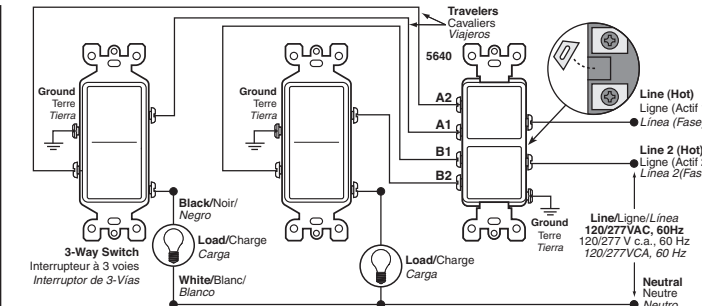 Travelers
Cavaliers
Viajeros
5640
Ground
Terre
Tierra
Ground
Terre
Tierra
A2
A1
B1
B2
Line (Hot)
Ligne (Actif
Línea (Fase)
Line 2 (Hot)
Ligne (Actif 2
Línea 2(Fas
Black/Noir/
Negro
Load/Charge
Carga
White/Blanc/
Blanco
3-Way Switch
Interrupteur à 3 voies
Interruptor de 3-Vías
Load/Charge
Carga
Ground
Terre
Tierra
Line/Ligne/Línea
120/277VAC, 60Hz
120/277 V c.a., 60 Hz
120/277VCA, 60 Hz
Neutral
Neutre
Neutro